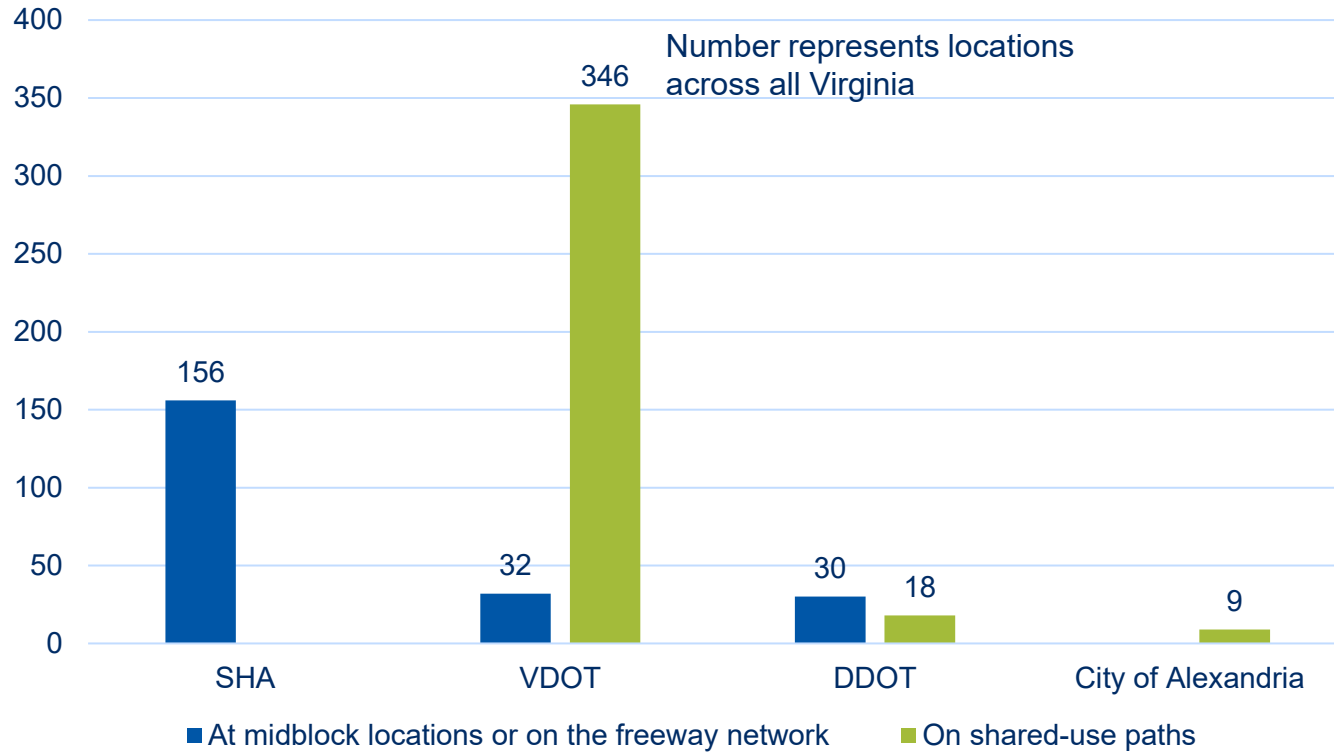 400
350
300
250
200
150
100
50
0
Number represents locations
across all Virginia
156
32
346
30
18
9
SHA
VDOT
DDOT
City of Alexandria
At midblock locations or on the freeway network
On shared-use paths